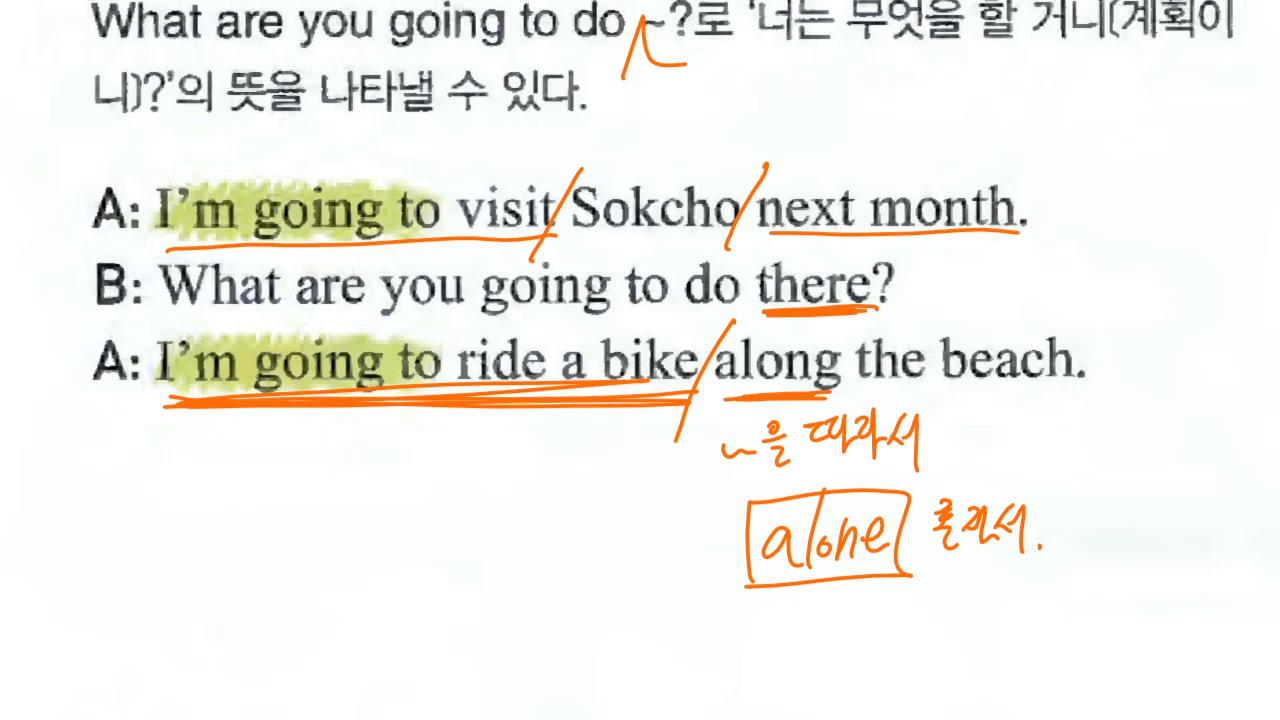 What are you going to do ~?로 '너는 무엇을 할 거니(계획이
니)?'의 뜻을 나타낼 수 있다.
A: I'm going to visit Sokcho next month.
B: What are you going to do there?
A: I'm going to ride a bike along the beach.
~을 따라서
alone 홀로서.